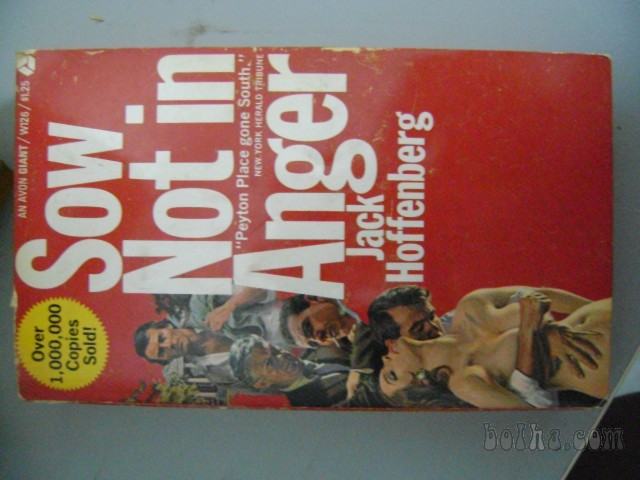 AN AVON GIANT/W126/$1.25
Sow
Not in
"Peyton Place gone South."
NEW YORK HERALD TRIBUNE
Anger
Jack
Hoffenberg
Over
1,000,000
Copies
Sold!
bolha.com